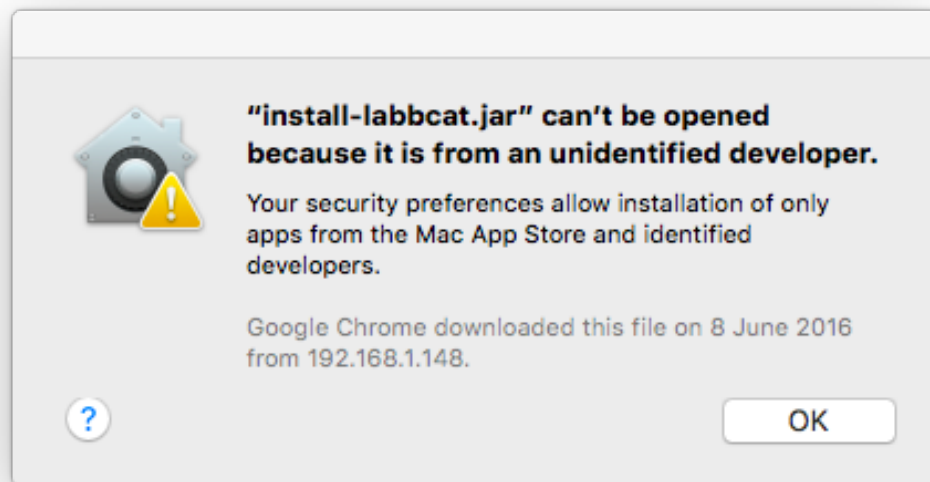 “install-labbcat.jar” can’t be opened
because it is from an unidentified developer.
Your security preferences allow installation of only
apps from the Mac App Store and identified
developers.
Google Chrome downloaded this file on 8 June 2016
from 192.168.1.148.
?
OK